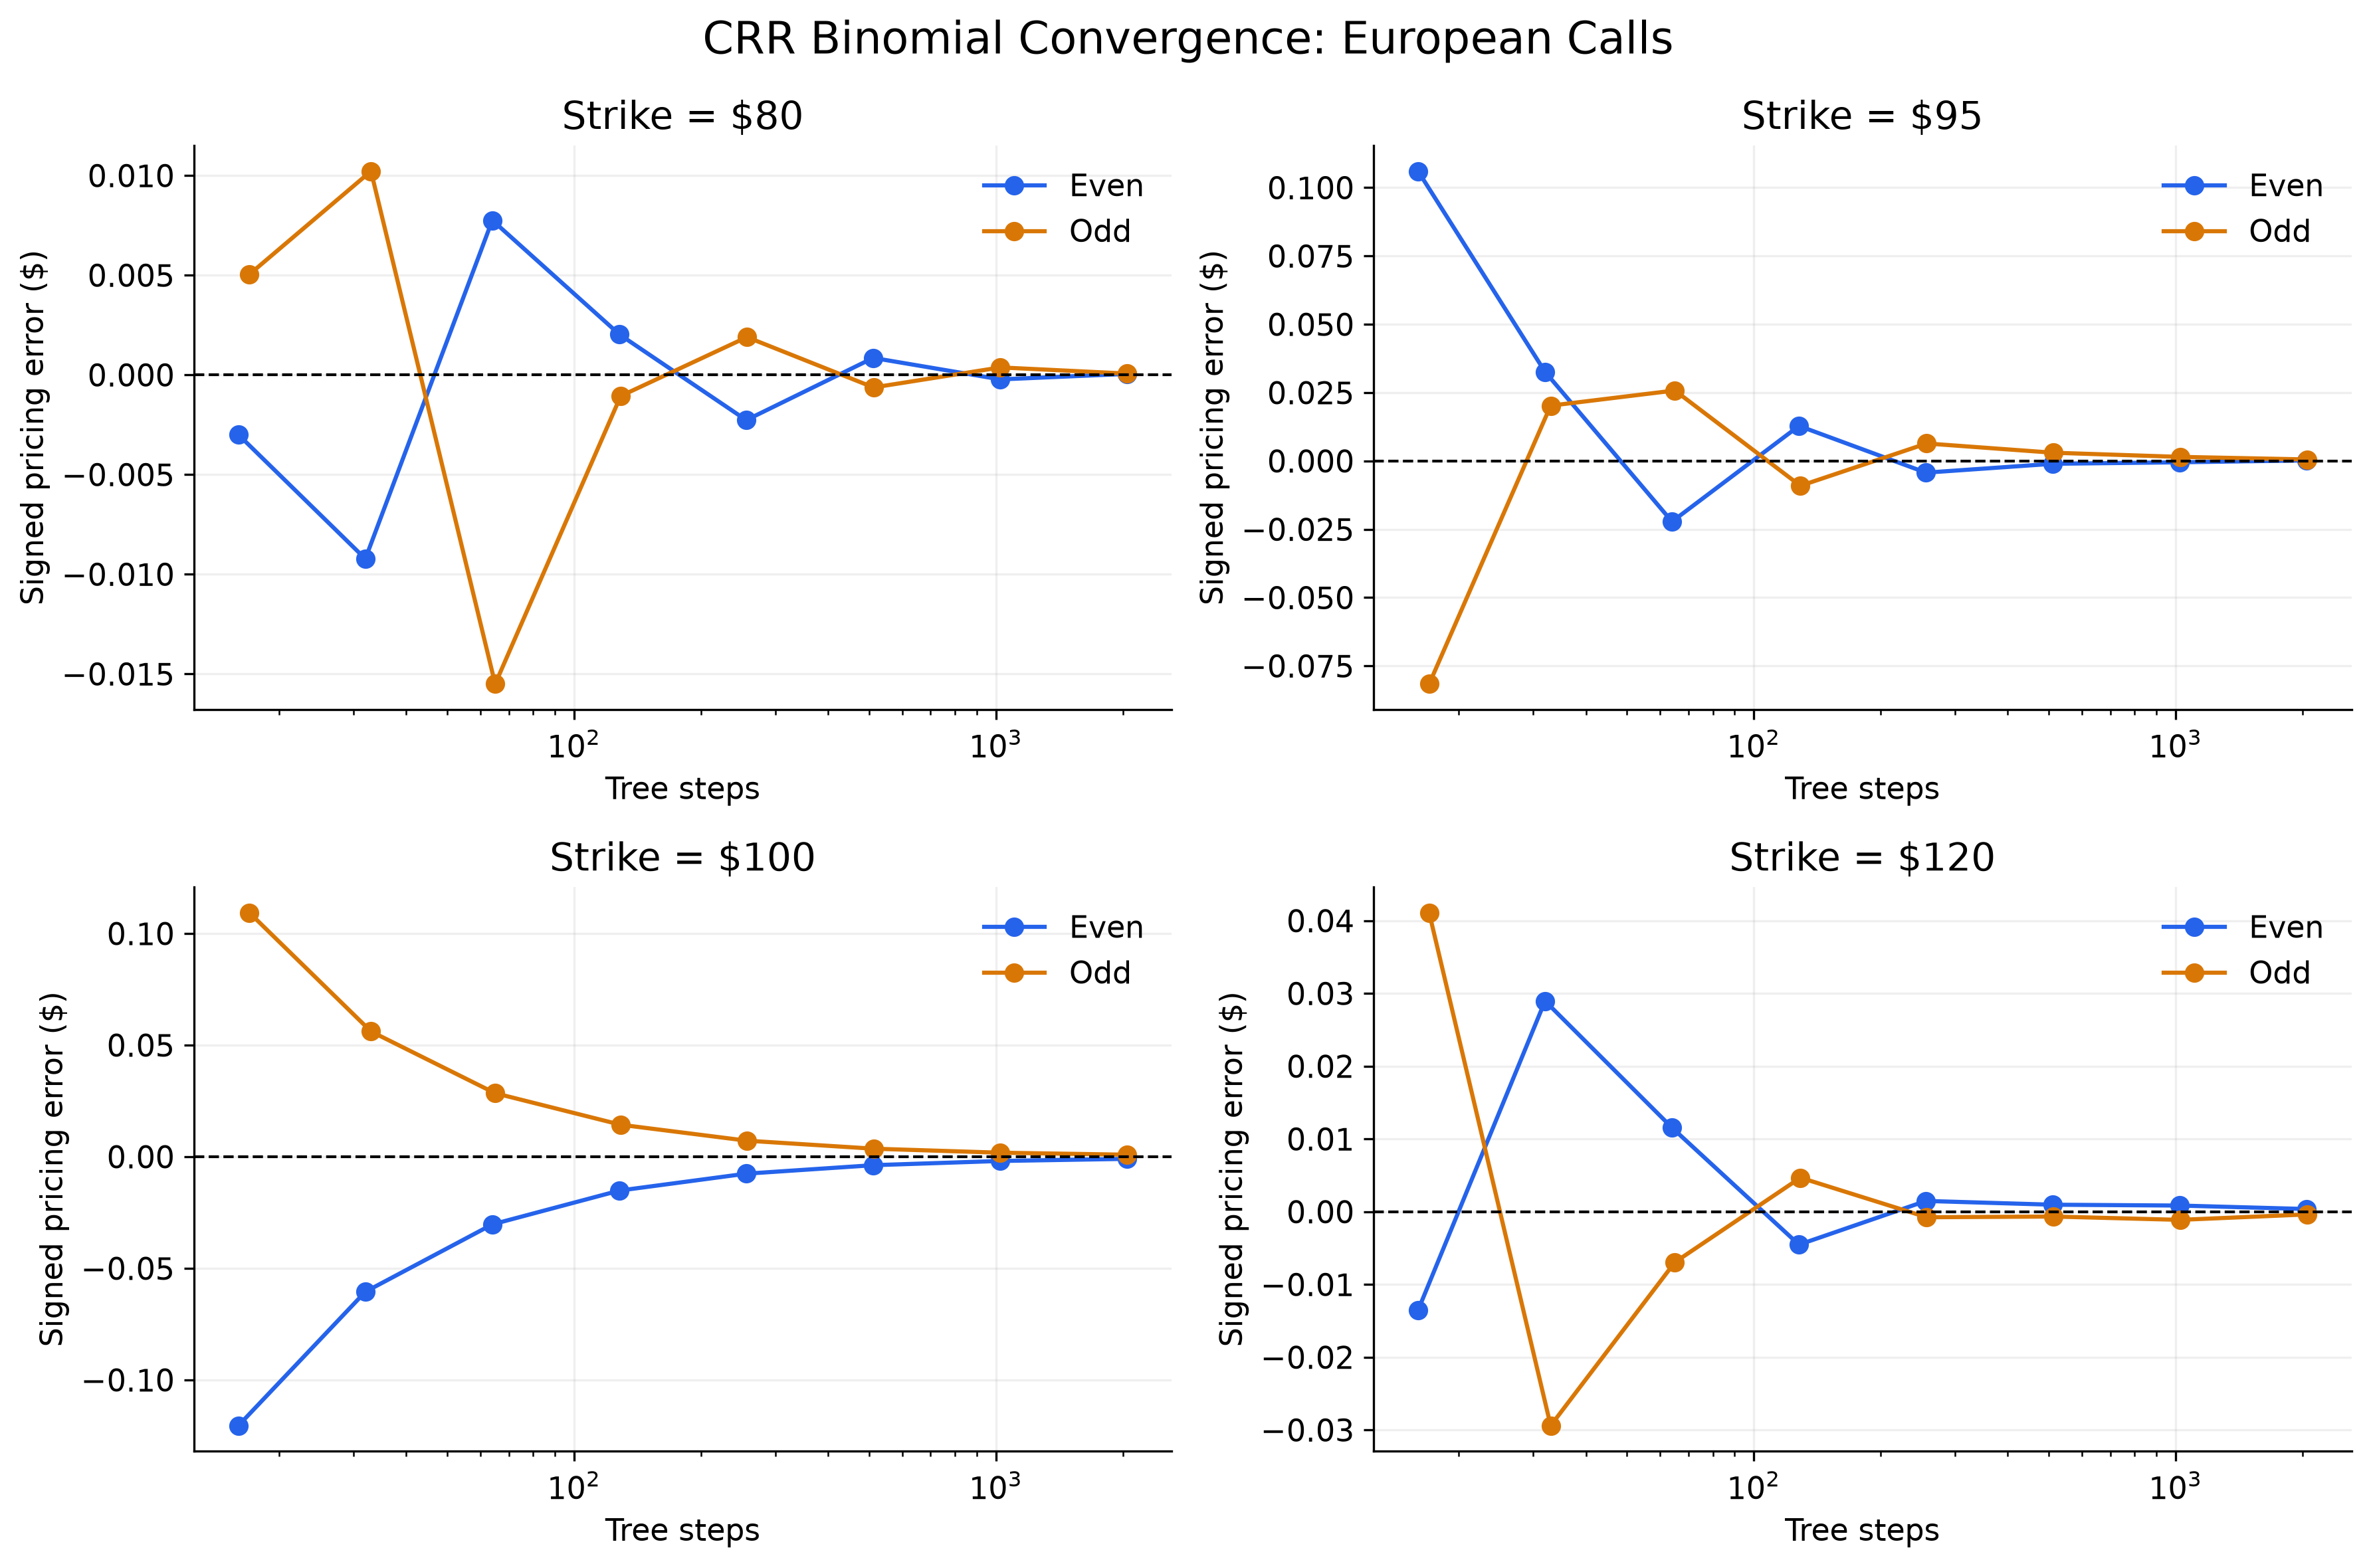 CRR Binomial Convergence: European Calls
Strike = $80
Signed pricing error ($)
0.010
0.005
0.000
−0.005
−0.010
−0.015
Even
Odd
10²
10³
Tree steps
Strike = $95
Signed pricing error ($)
0.100
0.075
0.050
0.025
0.000
−0.025
−0.050
−0.075
Even
Odd
10²
10³
Tree steps
Strike = $100
Signed pricing error ($)
0.10
0.05
0.00
−0.05
−0.10
Even
Odd
10²
10³
Tree steps
Strike = $120
Signed pricing error ($)
0.04
0.03
0.02
0.01
0.00
−0.01
−0.02
−0.03
Even
Odd
10²
10³
Tree steps